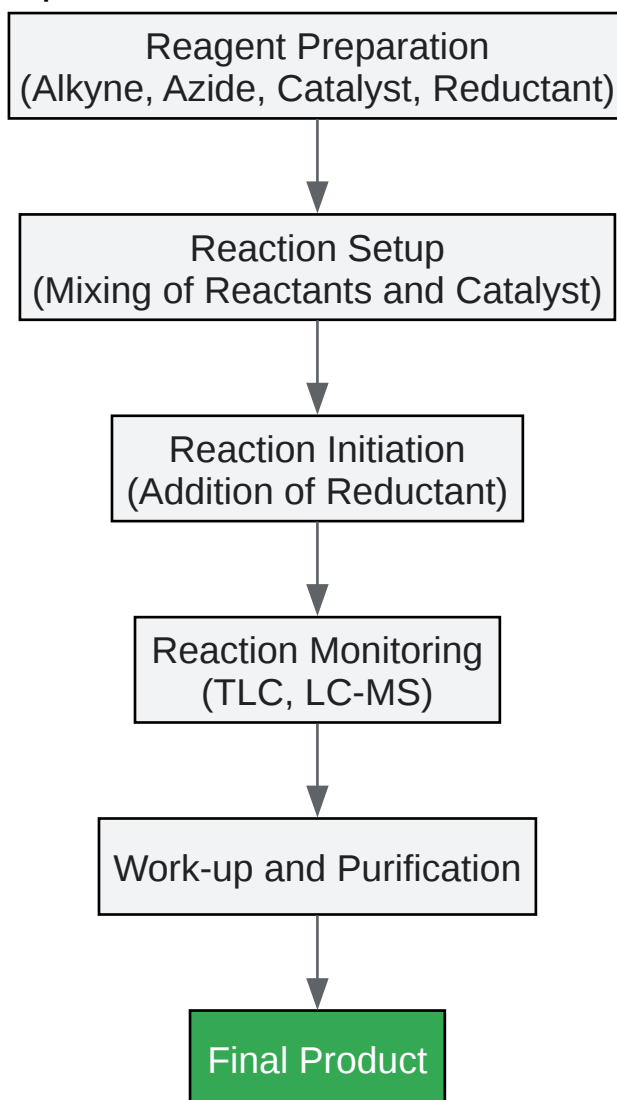 Reagent Preparation
(Alkyne, Azide, Catalyst, Reductant)
Reaction Setup
(Mixing of Reactants and Catalyst)
Reaction Initiation
(Addition of Reductant)
Reaction Monitoring
(TLC, LC-MS)
Work-up and Purification
Final Product